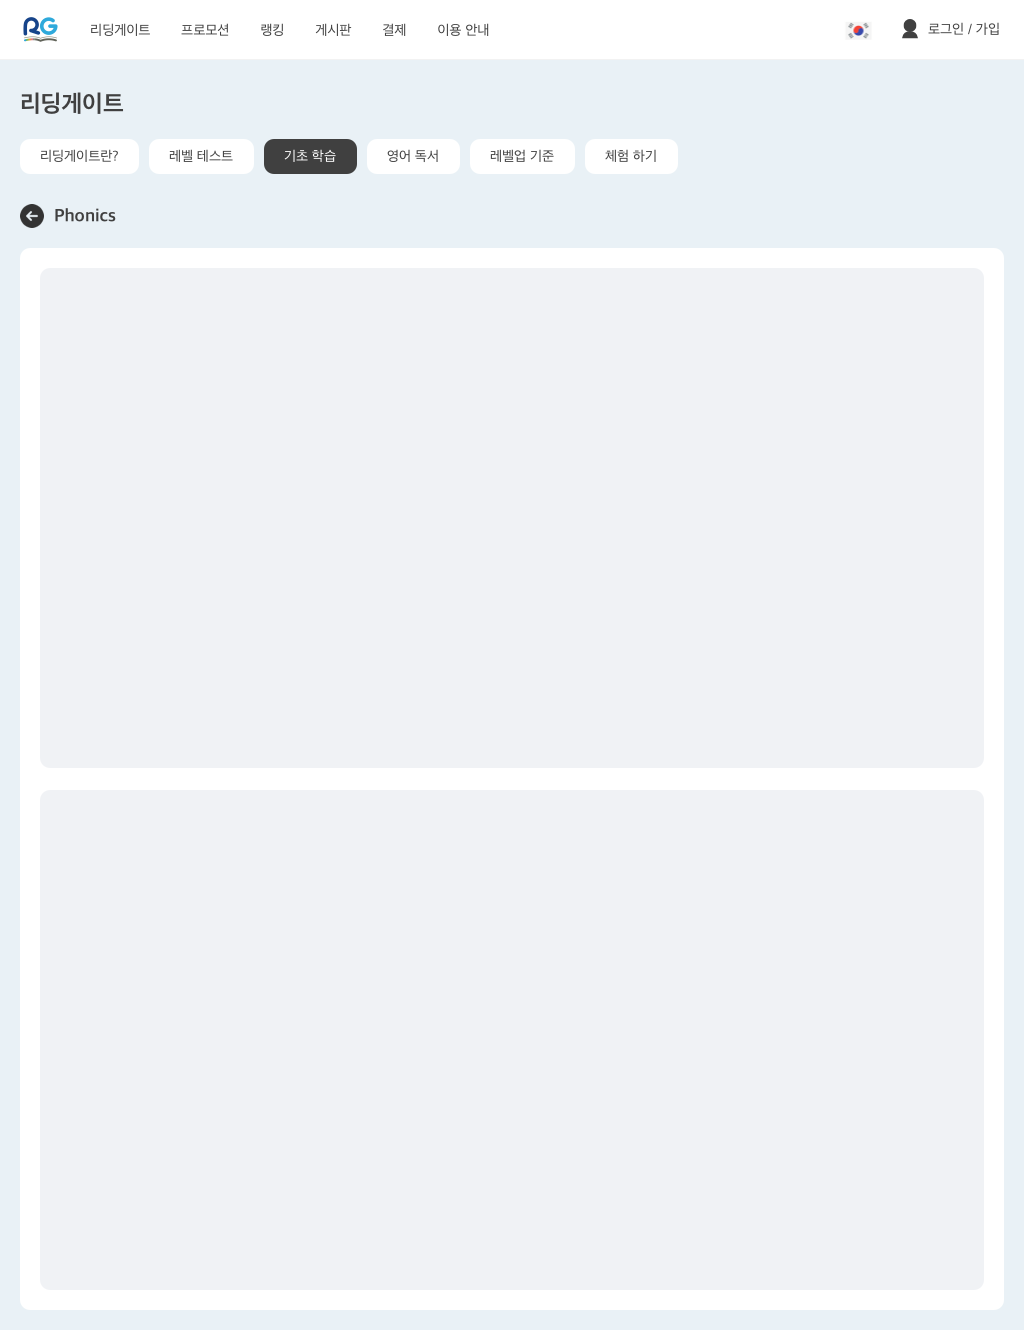 RG
리딩게이트 프로모션 랭킹 게시판 결제 이용 안내 로그인 / 가입
리딩게이트
리딩게이트란? 레벨 테스트 기초 학습 영어 독서 레벨업 기준 체험 하기
Phonics